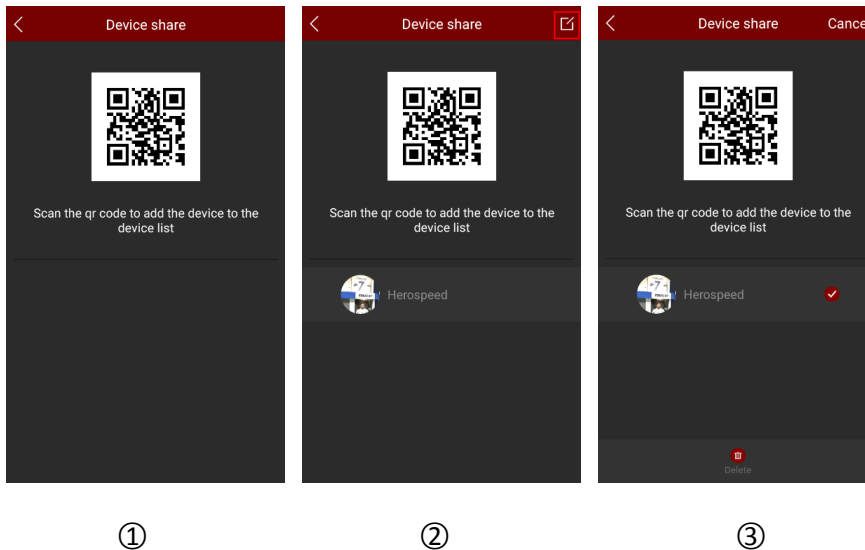 Device share
Scan the qr code to add the device to the
device list
①
Device share
Scan the qr code to add the device to the
device list
Herospeed
②
Device share
Cance
Scan the qr code to add the device to the
device list
Herospeed
Delete
③